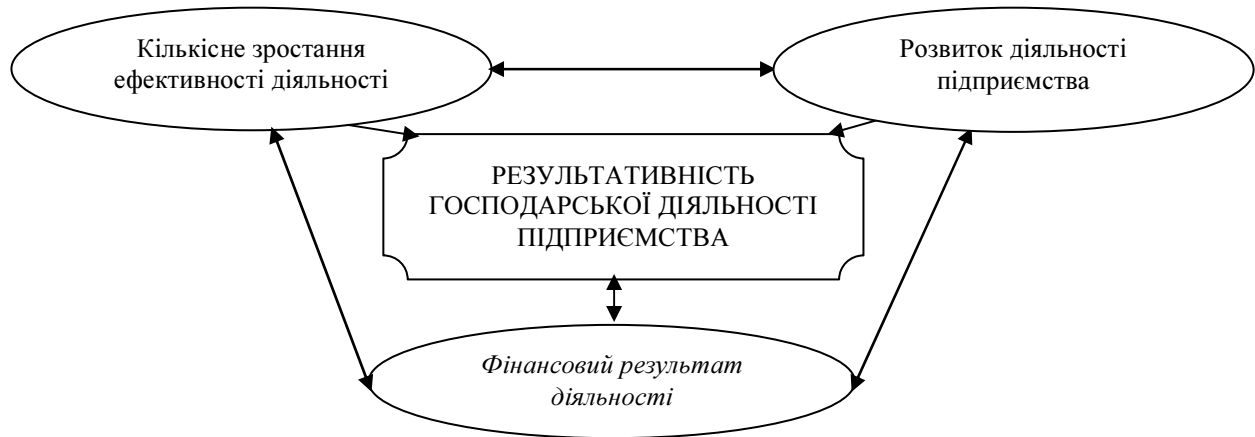 Кількісне зростання
ефективності діяльності
Розвиток діяльності
підприємства
РЕЗУЛЬТАТИВНІСТЬ
ГОСПОДАРСЬКОЇ ДІЯЛЬНОСТІ
ПІДПРИЄМСТВА
Фінансовий результат
діяльності